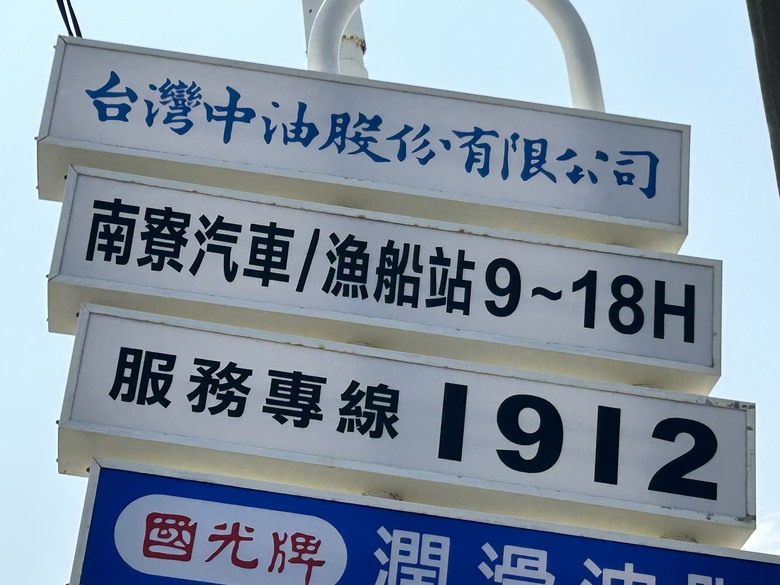 台灣中油股份有限公司
南寮汽車/漁船站9~18H
服務專線 1912
國光牌 潤滑油